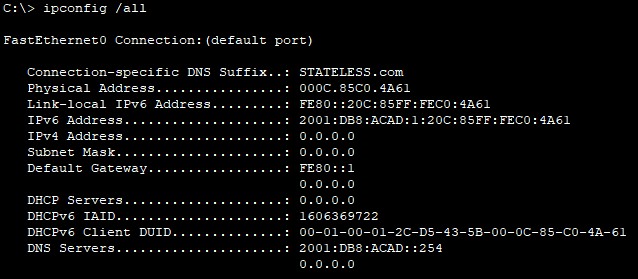 C:\> ipconfig /all
FastEthernet0 Connection:(default port)
Connection-specific DNS Suffix..: STATELESS.com
Physical Address................: 000C.85C0.4A61
Link-local IPv6 Address.........: FE80::20C:85FF:FEC0:4A61
IPv6 Address....................: 2001:DB8:ACAD:1:20C:85FF:FEC0:4A61
IPv4 Address....................: 0.0.0.0
Subnet Mask.....................: 0.0.0.0
Default Gateway.................: FE80::1
0.0.0.0
DHCP Servers....................: 0.0.0.0
DHCPv6 IAID.....................: 1606369722
DHCPv6 Client DUID..............: 00-01-00-01-2C-D5-43-5B-00-0C-85-C0-4A-61
DNS Servers.....................: 2001:DB8:ACAD::254
0.0.0.0